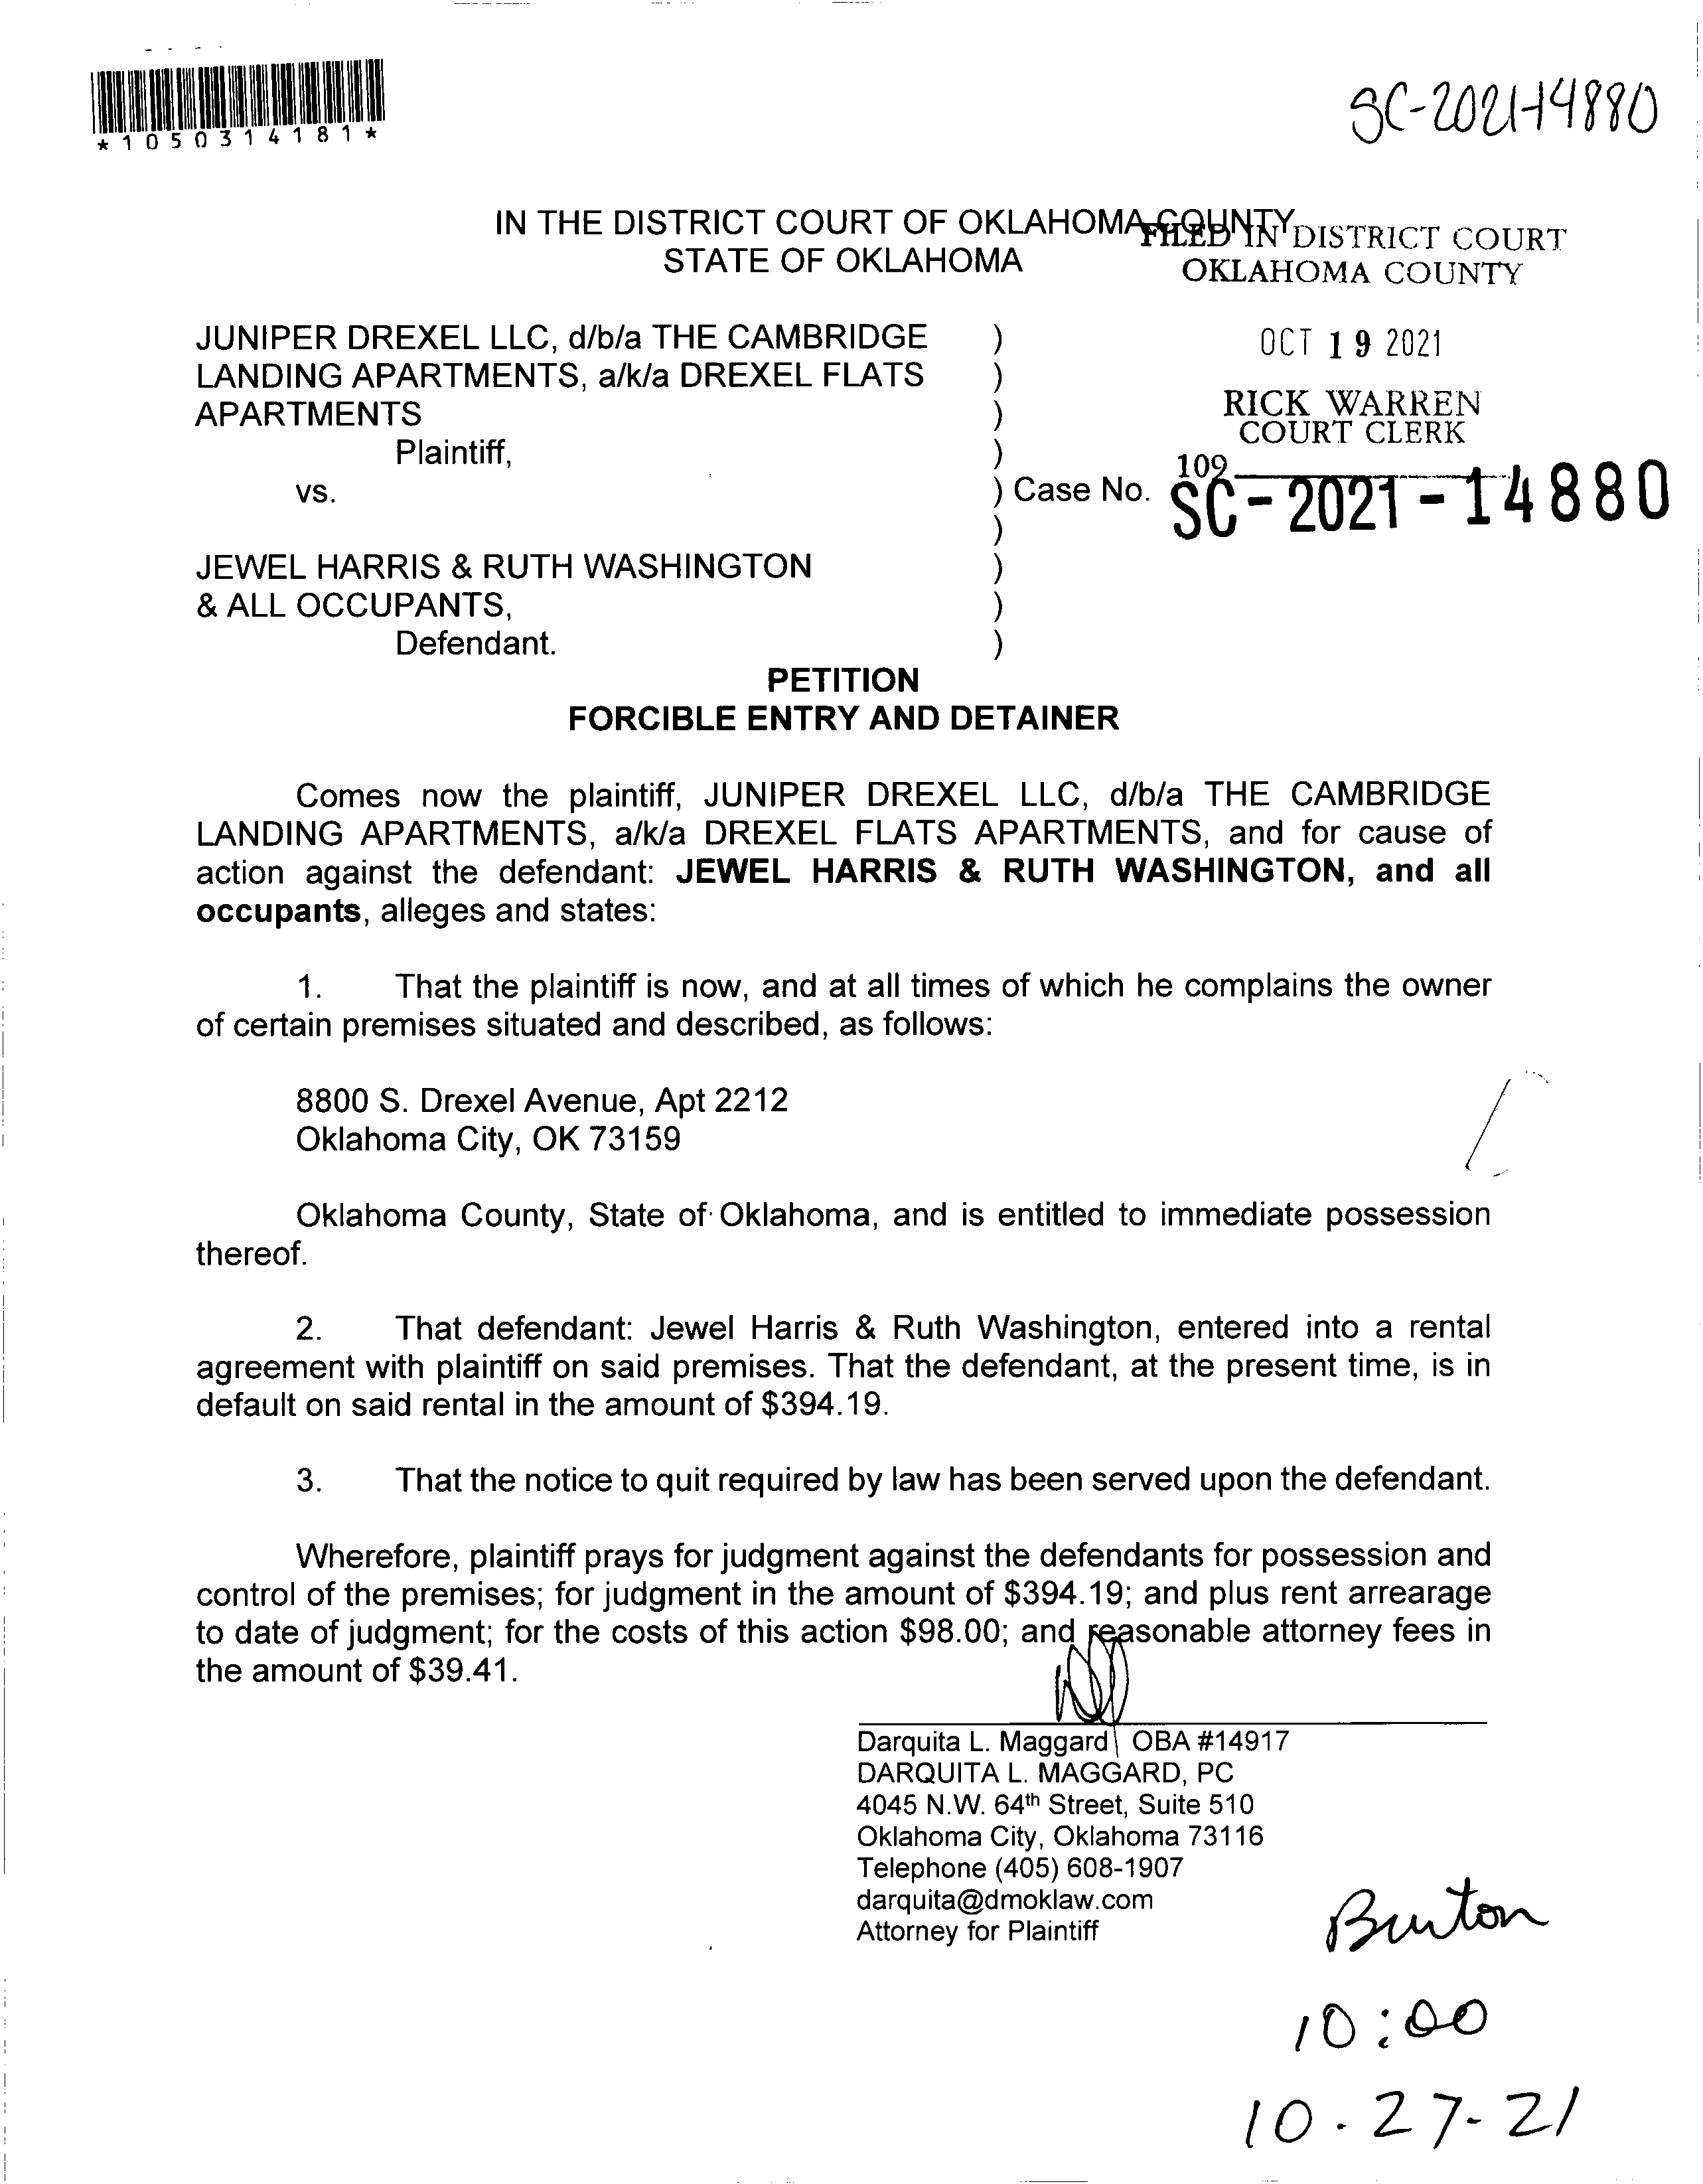 *1050314181*
SC-2021-14880
IN THE DISTRICT COURT OF OKLAHOMA COUNTY
STATE OF OKLAHOMA
FILED IN DISTRICT COURT
OKLAHOMA COUNTY
OCT 19 2021
RICK WARREN
COURT CLERK
109
JUNIPER DREXEL LLC, d/b/a THE CAMBRIDGE )
LANDING APARTMENTS, a/k/a DREXEL FLATS )
APARTMENTS )
Plaintiff, )
vs. ) Case No. SC-2021-14880
)
JEWEL HARRIS & RUTH WASHINGTON )
& ALL OCCUPANTS, )
Defendant. )
PETITION
FORCIBLE ENTRY AND DETAINER
Comes now the plaintiff, JUNIPER DREXEL LLC, d/b/a THE CAMBRIDGE
LANDING APARTMENTS, a/k/a DREXEL FLATS APARTMENTS, and for cause of
action against the defendant: JEWEL HARRIS & RUTH WASHINGTON, and all
occupants, alleges and states:
1. That the plaintiff is now, and at all times of which he complains the owner
of certain premises situated and described, as follows:
8800 S. Drexel Avenue, Apt 2212
Oklahoma City, OK 73159
Oklahoma County, State of Oklahoma, and is entitled to immediate possession
thereof.
2. That defendant: Jewel Harris & Ruth Washington, entered into a rental
agreement with plaintiff on said premises. That the defendant, at the present time, is in
default on said rental in the amount of $394.19.
3. That the notice to quit required by law has been served upon the defendant.
Wherefore, plaintiff prays for judgment against the defendants for possession and
control of the premises; for judgment in the amount of $394.19; and plus rent arrearage
to date of judgment; for the costs of this action $98.00; and reasonable attorney fees in
the amount of $39.41.
Darquita L. Maggard OBA #14917
DARQUITA L. MAGGARD, PC
4045 N.W. 64th Street, Suite 510
Oklahoma City, Oklahoma 73116
Telephone (405) 608-1907
darquita@dmoklaw.com
Attorney for Plaintiff
Burton
10:00
10-27-21